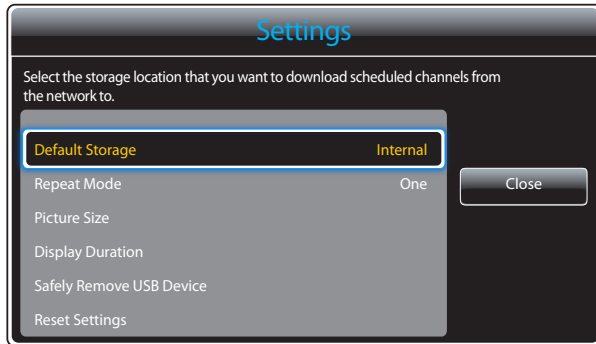 Settings
Select the storage location that you want to download scheduled channels from
the network to.
Default Storage Internal
Repeat Mode One
Close
Picture Size
Display Duration
Safely Remove USB Device
Reset Settings